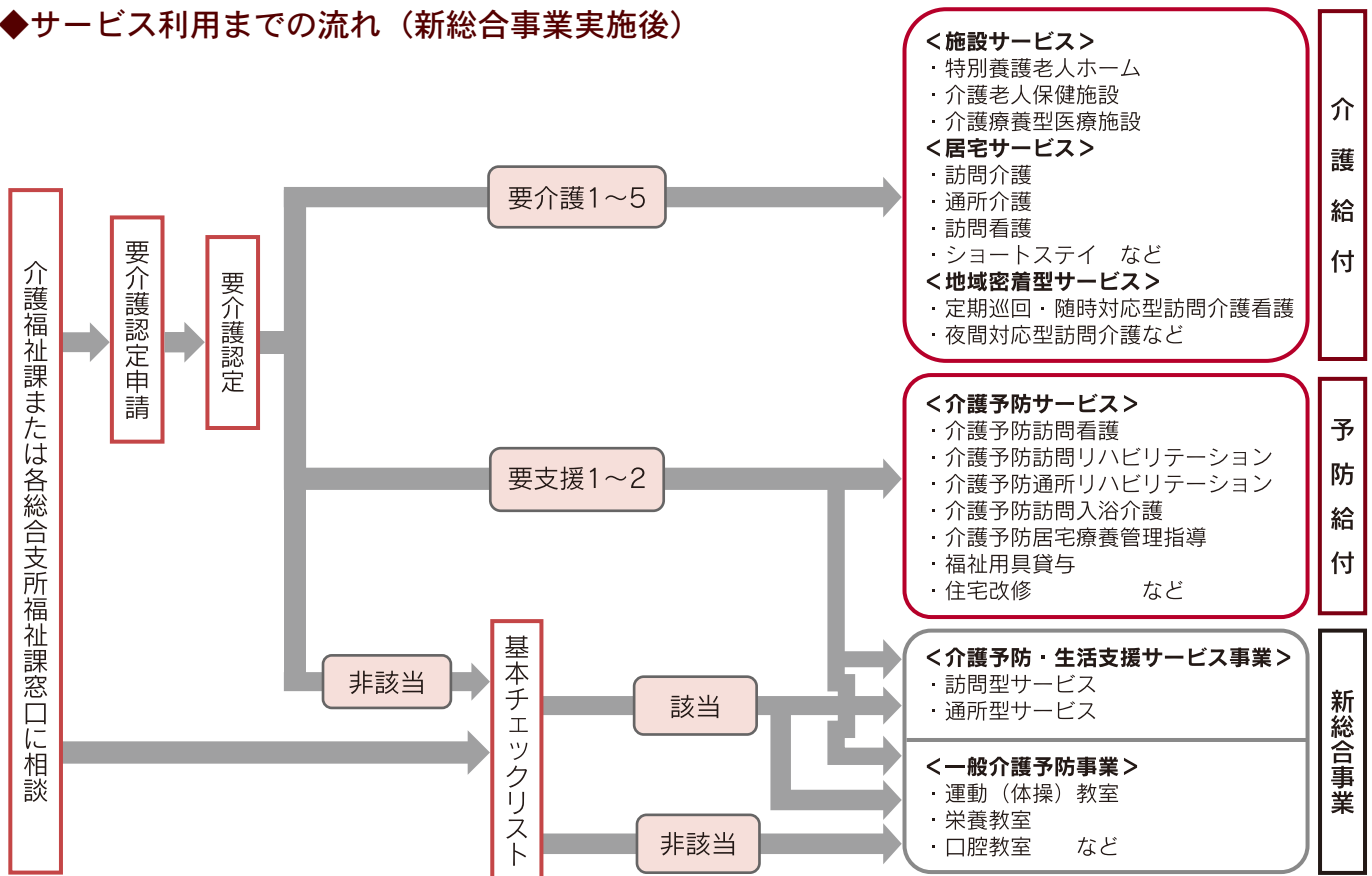 ◆サービス利用までの流れ（新総合事業実施後）
介護福祉課または各総合支所福祉課窓口に相談
要介護認定申請
要介護認定
要介護1～5
要支援1～2
非該当
基本チェックリスト
該当
非該当
＜施設サービス＞
・特別養護老人ホーム
・介護老人保健施設
・介護療養型医療施設
＜居宅サービス＞
・訪問介護
・通所介護
・訪問看護
・ショートステイ　など
＜地域密着型サービス＞
・定期巡回・随時対応型訪問介護看護
・夜間対応型訪問介護など
介護給付
＜介護予防サービス＞
・介護予防訪問看護
・介護予防訪問リハビリテーション
・介護予防通所リハビリテーション
・介護予防訪問入浴介護
・介護予防居宅療養管理指導
・福祉用具貸与
・住宅改修　　　　　など
予防給付
＜介護予防・生活支援サービス事業＞
・訪問型サービス
・通所型サービス
＜一般介護予防事業＞
・運動（体操）教室
・栄養教室
・口腔教室　　など
新総合事業